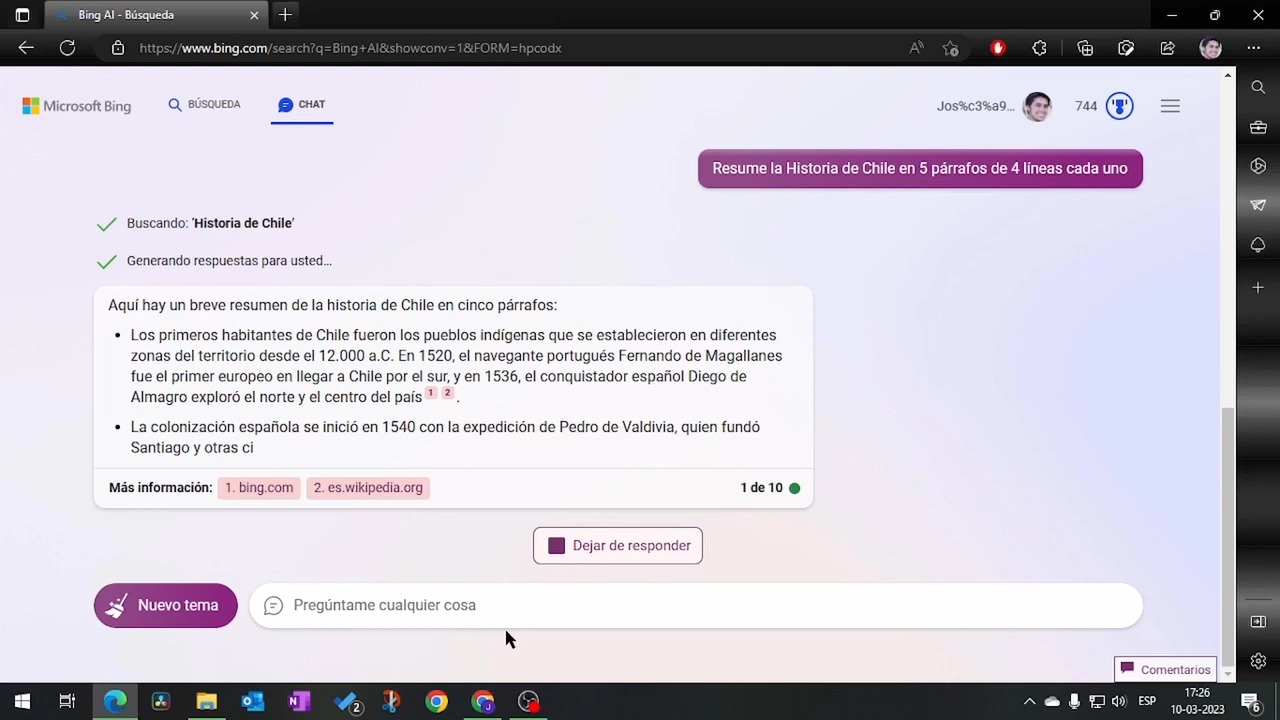 Bing AI - Búsqueda
https://www.bing.com/search?q=Bing+AI&showconv=1&FORM=hpcodx
Microsoft Bing
BÚSQUEDA
CHAT
Jos%c3%a9...
744
Resume la Historia de Chile en 5 párrafos de 4 líneas cada uno
Buscando: 'Historia de Chile'
Generando respuestas para usted...
Aquí hay un breve resumen de la historia de Chile en cinco párrafos:
• Los primeros habitantes de Chile fueron los pueblos indígenas que se establecieron en diferentes
zonas del territorio desde el 12.000 a.C. En 1520, el navegante portugués Fernando de Magallanes
fue el primer europeo en llegar a Chile por el sur, y en 1536, el conquistador español Diego de
Almagro exploró el norte y el centro del país 1 2 .
• La colonización española se inició en 1540 con la expedición de Pedro de Valdivia, quien fundó
Santiago y otras ci
Más información: 1. bing.com 2. es.wikipedia.org 1 de 10
Dejar de responder
Nuevo tema
Pregúntame cualquier cosa
Comentarios
2
ESP
17:26
10-03-2023
6